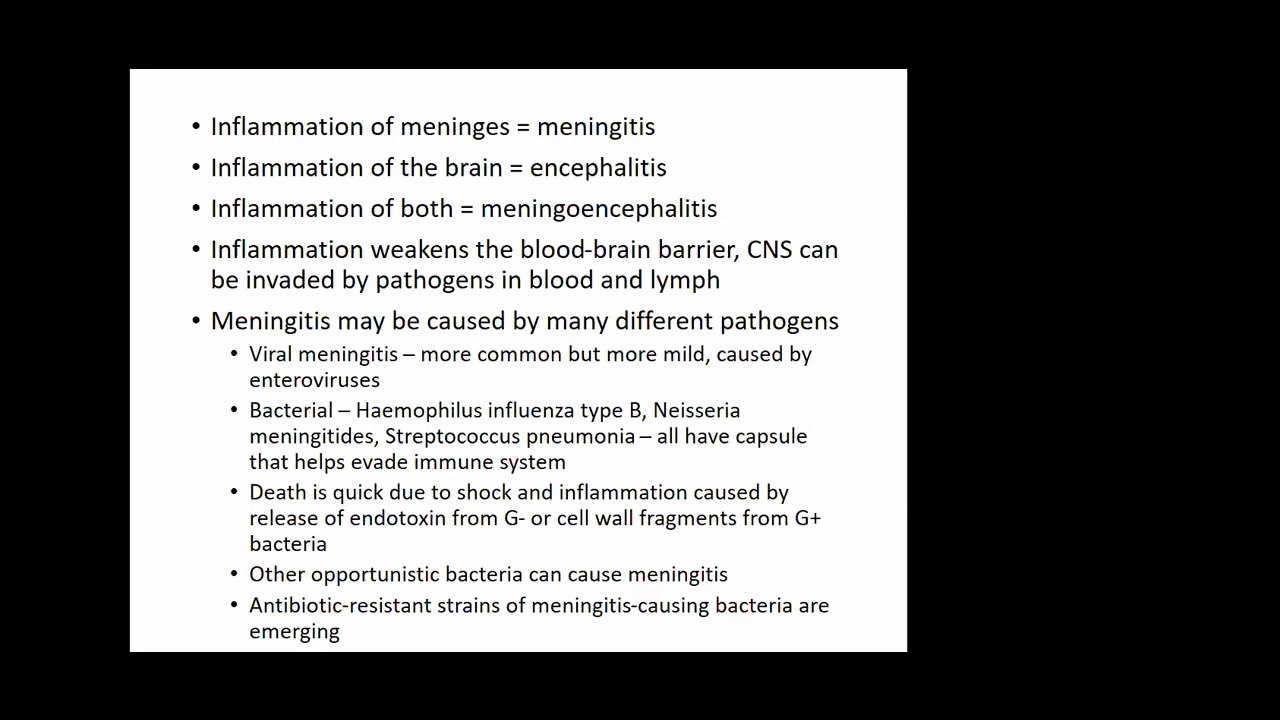 • Inflammation of meninges = meningitis
• Inflammation of the brain = encephalitis
• Inflammation of both = meningoencephalitis
• Inflammation weakens the blood-brain barrier, CNS can
be invaded by pathogens in blood and lymph
• Meningitis may be caused by many different pathogens
• Viral meningitis – more common but more mild, caused by
enteroviruses
• Bacterial – Haemophilus influenza type B, Neisseria
meningitides, Streptococcus pneumonia – all have capsule
that helps evade immune system
• Death is quick due to shock and inflammation caused by
release of endotoxin from G- or cell wall fragments from G+
bacteria
• Other opportunistic bacteria can cause meningitis
• Antibiotic-resistant strains of meningitis-causing bacteria are
emerging